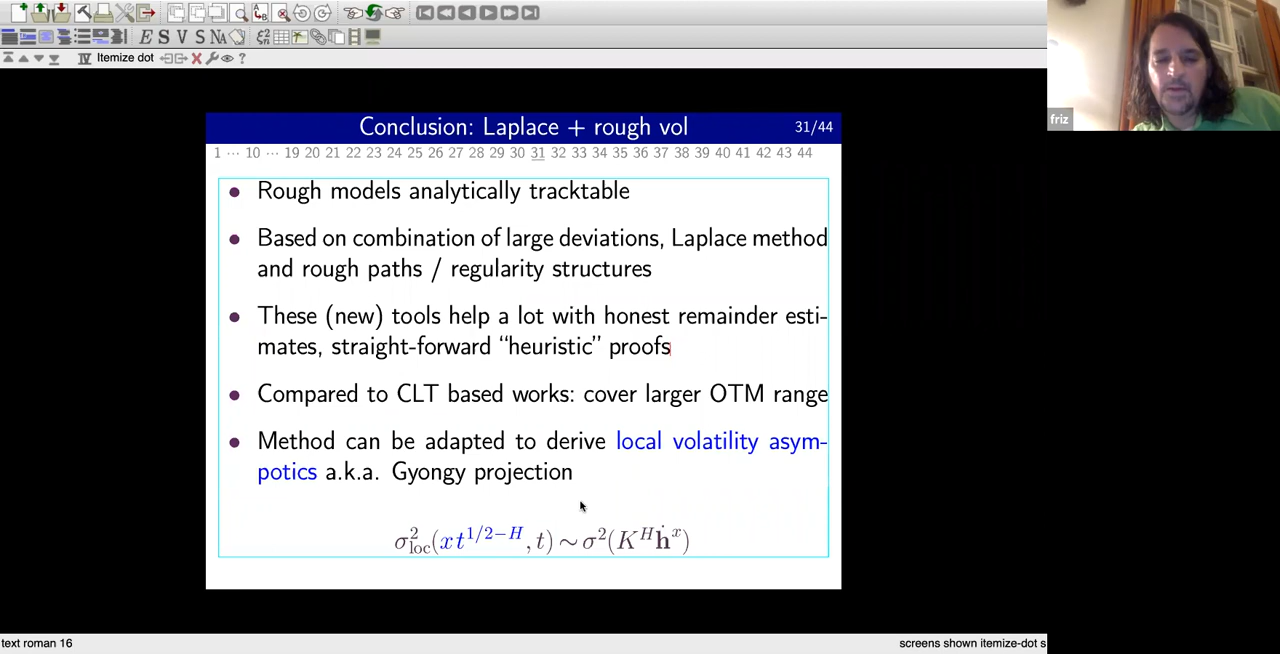 E S V S NA
IV Itemize dot ?
friz
Conclusion: Laplace + rough vol 31/44
1 ··· 10 ··· 19 20 21 22 23 24 25 26 27 28 29 30 31 32 33 34 35 36 37 38 39 40 41 42 43 44
• Rough models analytically tracktable
• Based on combination of large deviations, Laplace method
and rough paths / regularity structures
• These (new) tools help a lot with honest remainder esti-
mates, straight-forward “heuristic” proofs
• Compared to CLT based works: cover larger OTM range
• Method can be adapted to derive local volatility asym-
potics a.k.a. Gyongy projection
σ²_loc(xt^{1/2−H}, t) ∼ σ²(K^H ḣ^x)
text roman 16 screens shown itemize-dot s